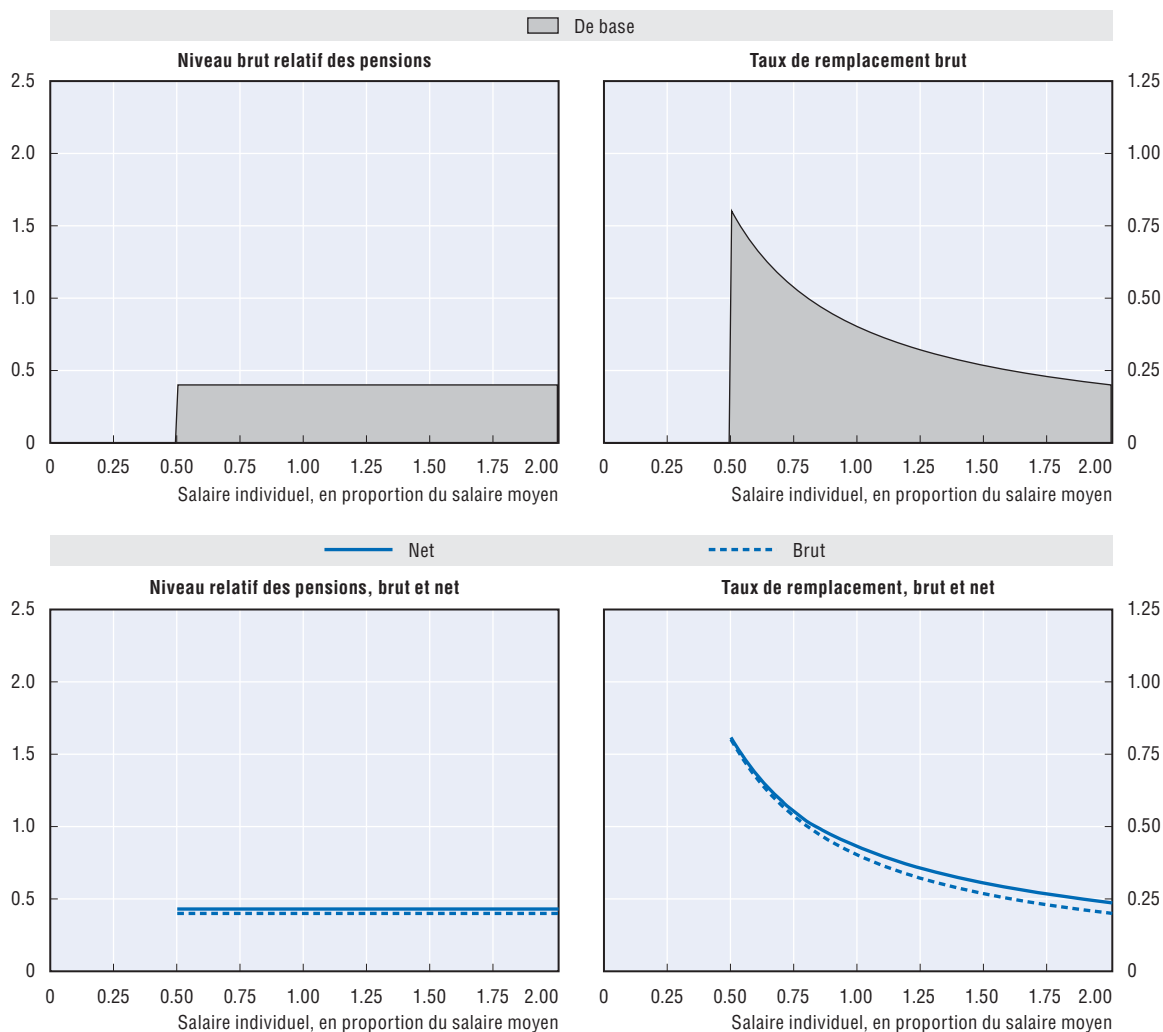 De base
Niveau brut relatif des pensions
Taux de remplacement brut
2.5
2.0
1.5
1.0
0.5
0
0 0.25 0.50 0.75 1.00 1.25 1.50 1.75 2.00
Salaire individuel, en proportion du salaire moyen
1.25
1.00
0.75
0.50
0.25
0
0 0.25 0.50 0.75 1.00 1.25 1.50 1.75 2.00
Salaire individuel, en proportion du salaire moyen
Net
Brut
Niveau relatif des pensions, brut et net
Taux de remplacement, brut et net
2.5
2.0
1.5
1.0
0.5
0
0 0.25 0.50 0.75 1.00 1.25 1.50 1.75 2.00
Salaire individuel, en proportion du salaire moyen
1.25
1.00
0.75
0.50
0.25
0
0 0.25 0.50 0.75 1.00 1.25 1.50 1.75 2.00
Salaire individuel, en proportion du salaire moyen